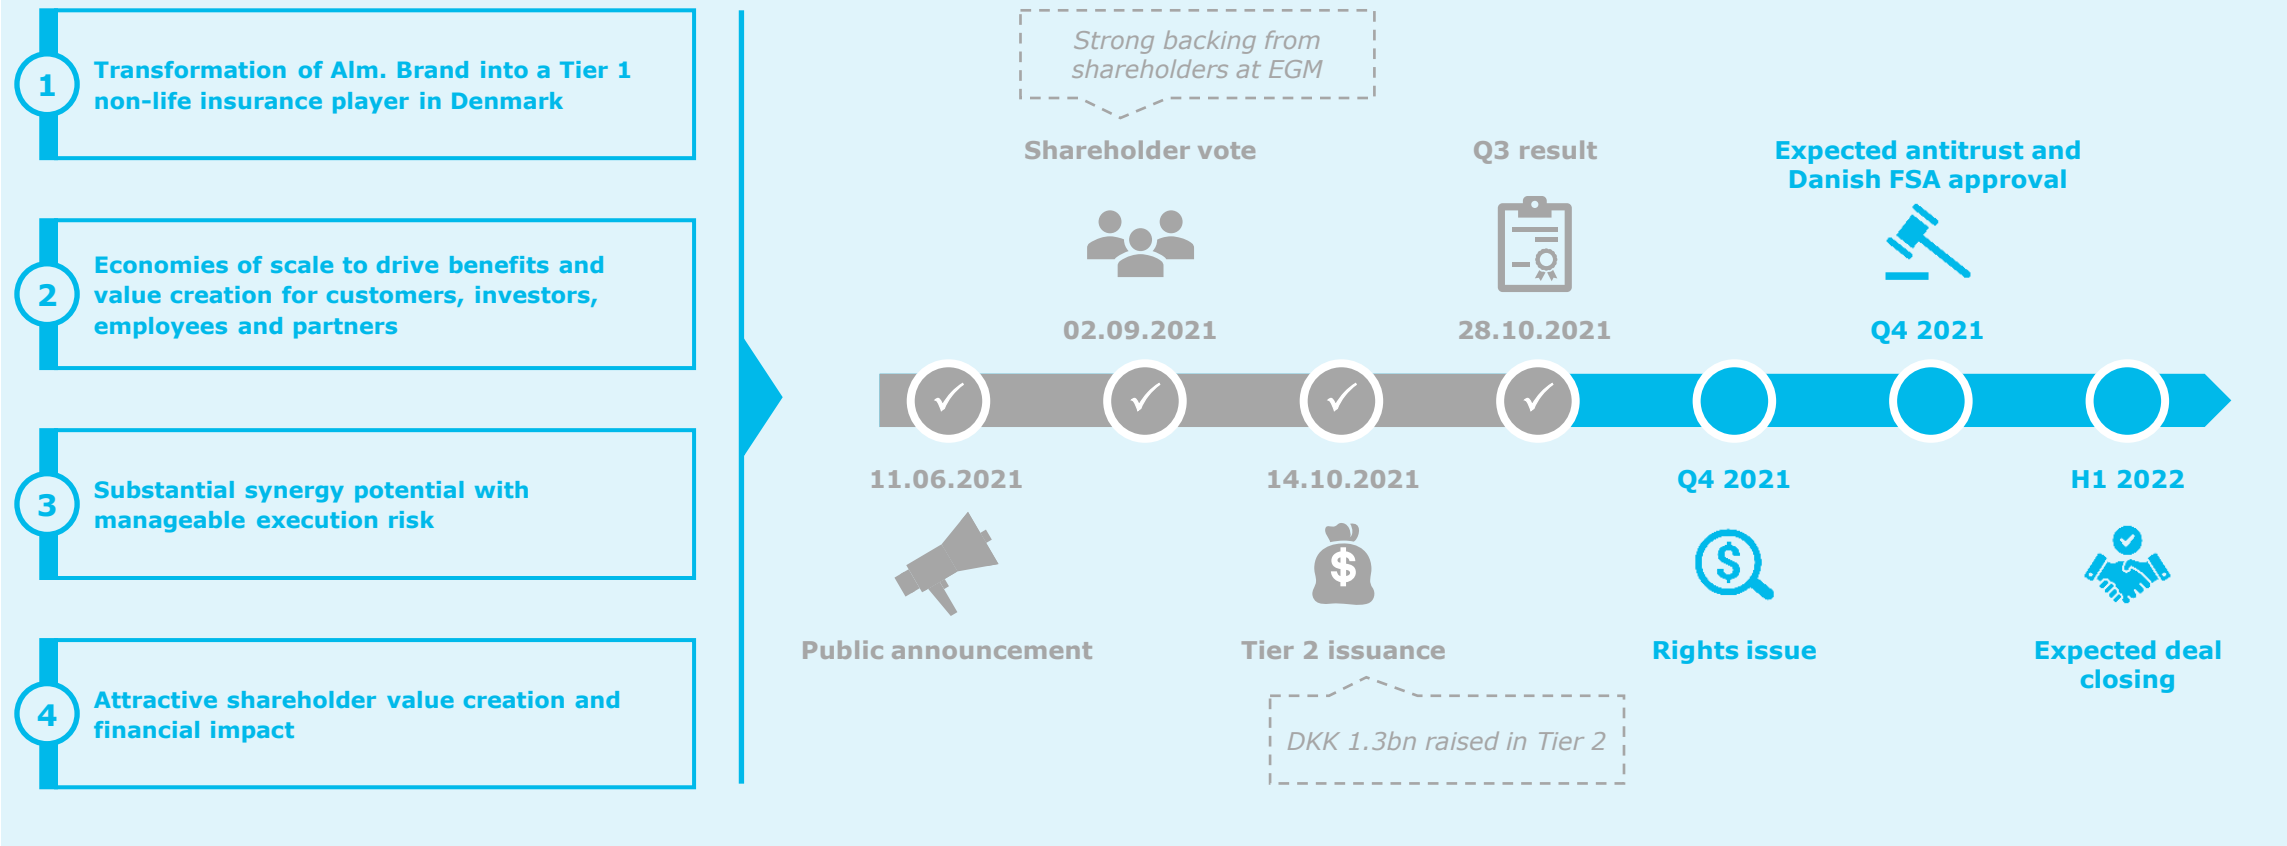 1
Transformation of Alm. Brand into a Tier 1
non-life insurance player in Denmark
2
Economies of scale to drive benefits and
value creation for customers, investors,
employees and partners
3
Substantial synergy potential with
manageable execution risk
4
Attractive shareholder value creation and
financial impact
Strong backing from
shareholders at EGM
Shareholder vote
02.09.2021
Q3 result
28.10.2021
Expected antitrust and
Danish FSA approval
Q4 2021
11.06.2021
Public announcement
14.10.2021
$
Tier 2 issuance
DKK 1.3bn raised in Tier 2
Q4 2021
$
Rights issue
H1 2022
Expected deal
closing